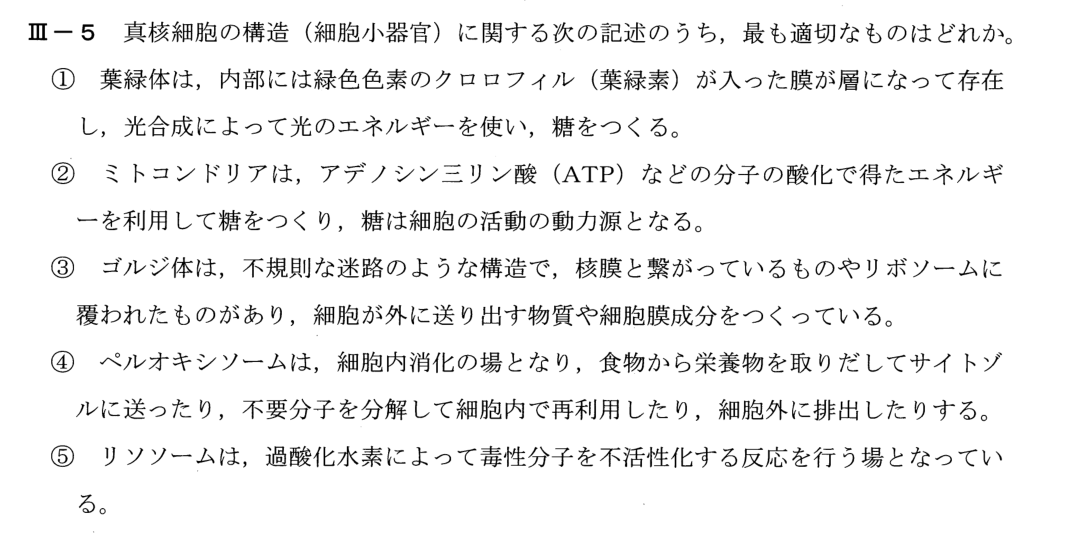 Ⅲ－５　真核細胞の構造（細胞小器官）に関する次の記述のうち，最も適切なものはどれか。
①　葉緑体は，内部には緑色色素のクロロフィル（葉緑素）が入った膜が層になって存在
し，光合成によって光のエネルギーを使い，糖をつくる。
②　ミトコンドリアは，アデノシン三リン酸（ATP）などの分子の酸化で得たエネルギ
ーを利用して糖をつくり，糖は細胞の活動の動力源となる。
③　ゴルジ体は，不規則な迷路のような構造で，核膜と繋がっているものやリボソームに
覆われたものがあり，細胞が外に送り出す物質や細胞膜成分をつくっている。
④　ペルオキシソームは，細胞内消化の場となり，食物から栄養物を取りだしてサイトゾ
ルに送ったり，不要分子を分解して細胞内で再利用したり，細胞外に排出したりする。
⑤　リソソームは，過酸化水素によって毒性分子を不活性化する反応を行う場となってい
る。